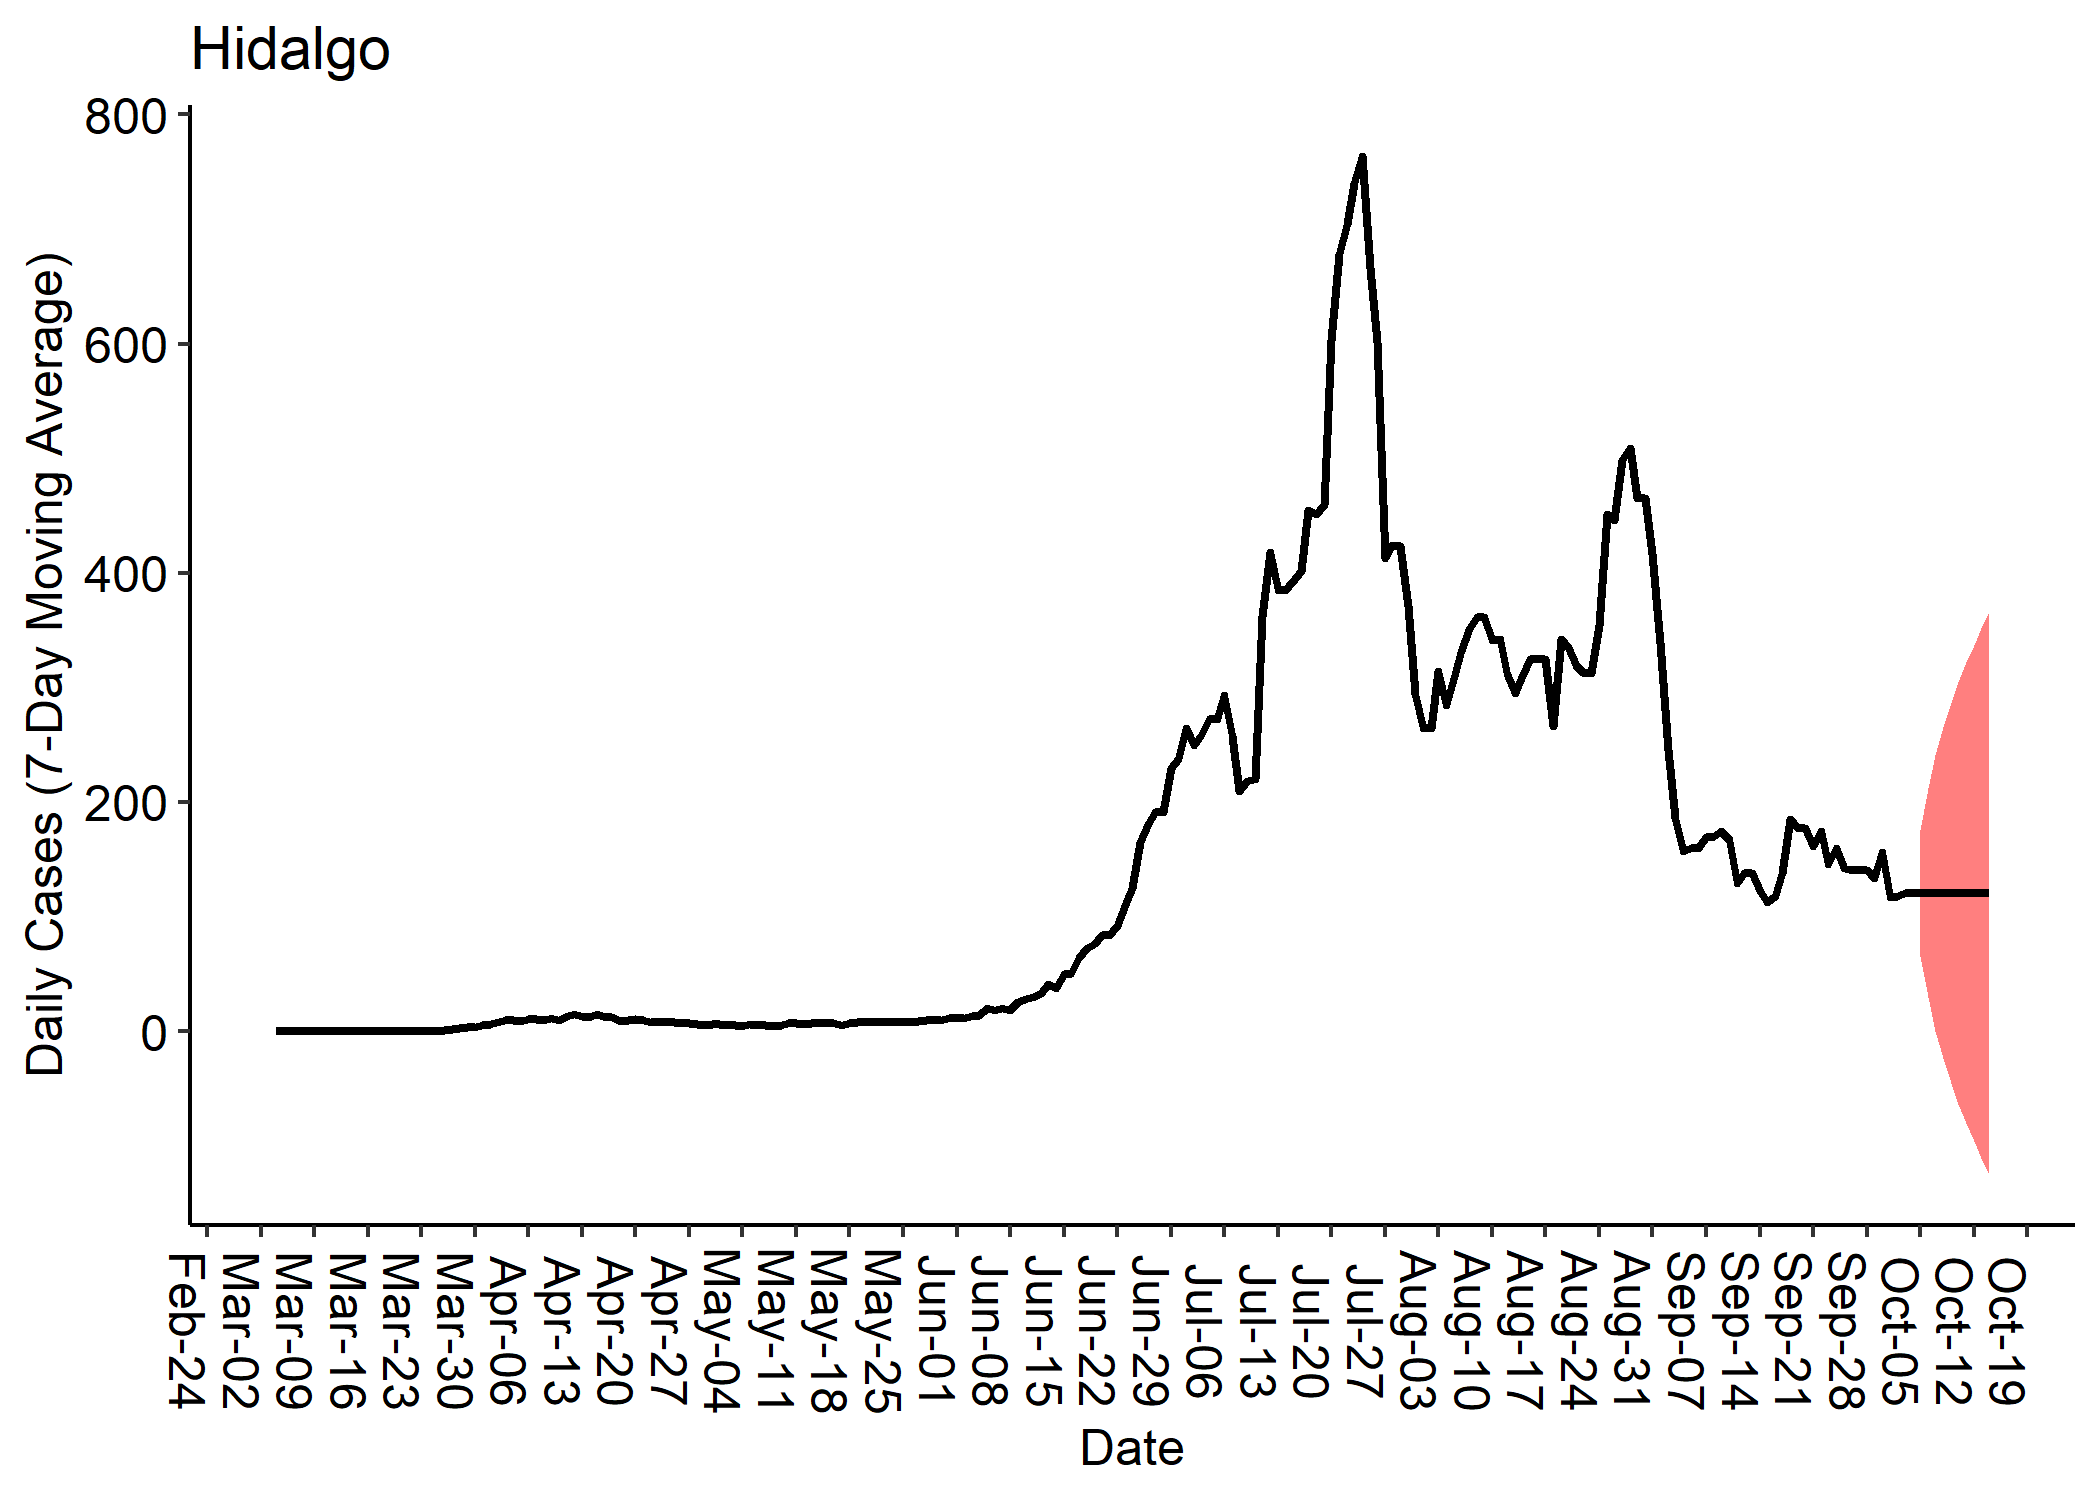 Hidalgo
Daily Cases (7-Day Moving Average)
800
600
400
200
0
Feb-24
Mar-02
Mar-09
Mar-16
Mar-23
Mar-30
Apr-06
Apr-13
Apr-20
Apr-27
May-04
May-11
May-18
May-25
Jun-01
Jun-08
Jun-15
Jun-22
Jun-29
Jul-06
Jul-13
Jul-20
Jul-27
Aug-03
Aug-10
Aug-17
Aug-24
Aug-31
Sep-07
Sep-14
Sep-21
Sep-28
Oct-05
Oct-12
Oct-19
Date